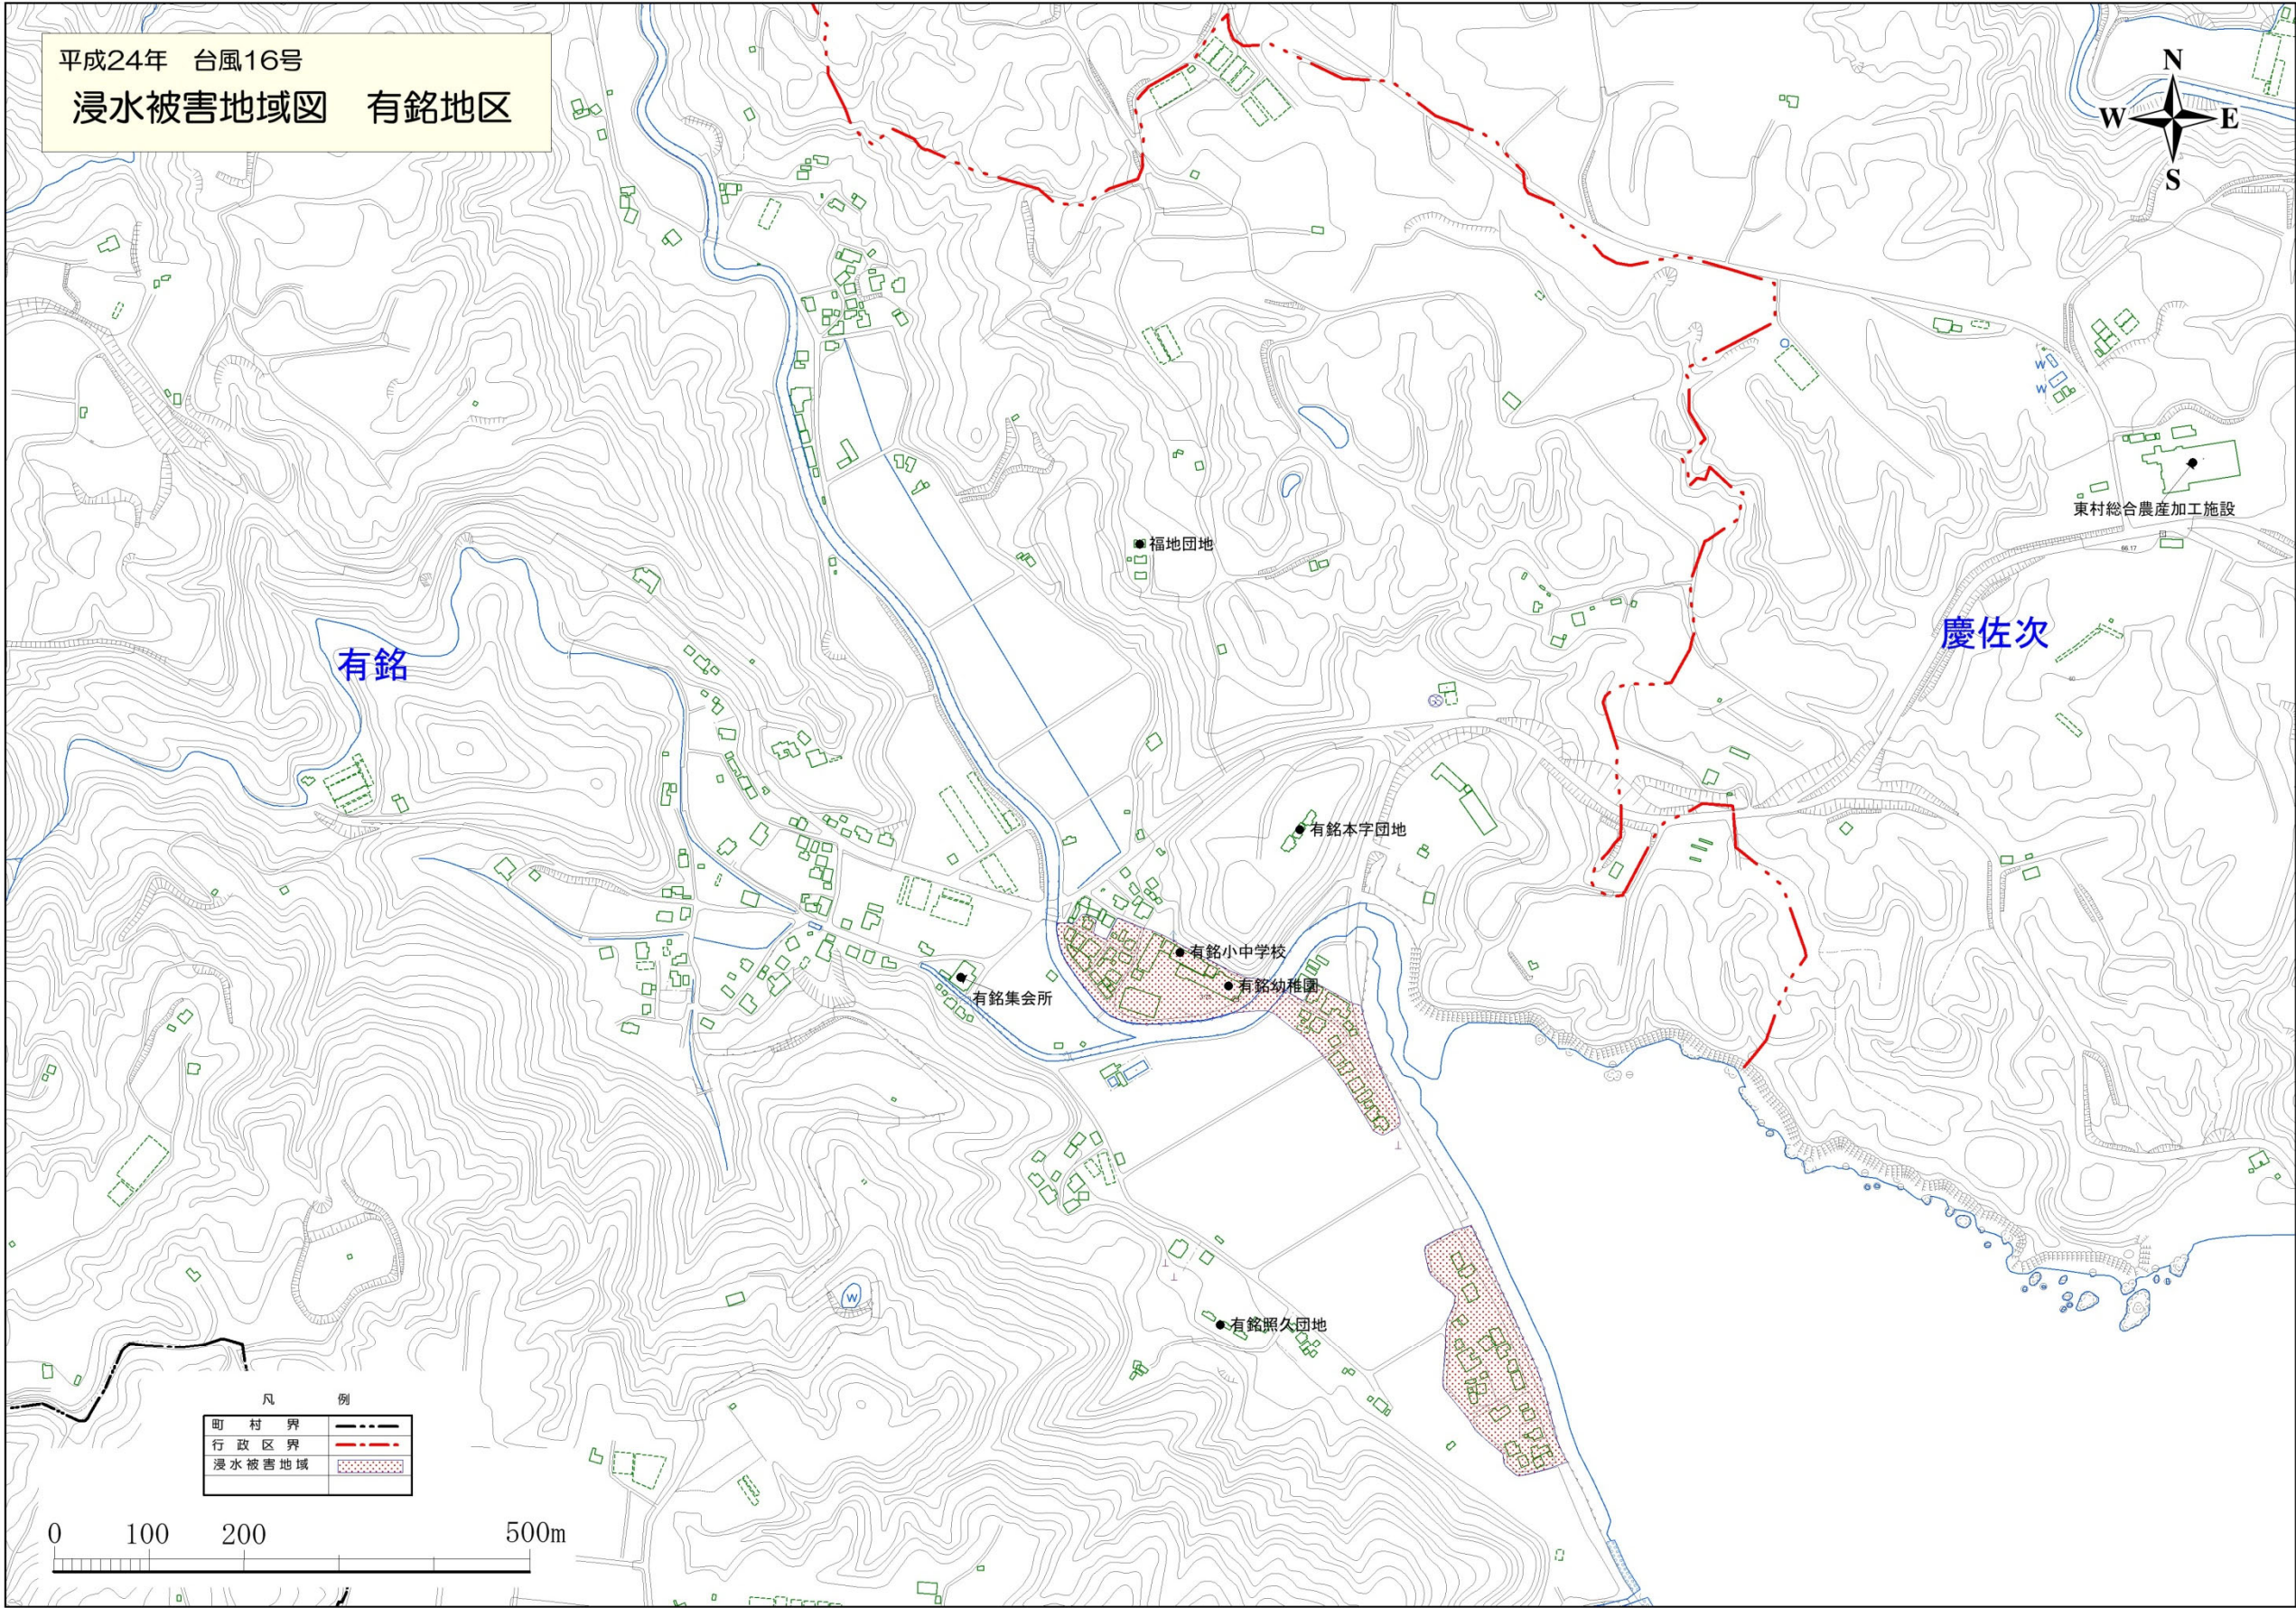 平成24年 台風16号
浸水被害地域図 有銘地区
N
W E
S
W
W
東村総合農産加工施設
66.17
福地団地
慶佐次
有銘
60
有銘本字団地
有銘小中学校
有銘幼稚園
有銘集会所
W
有銘照久団地
凡 例
町村界
行政区界
浸水被害地域
0 100 200 500m